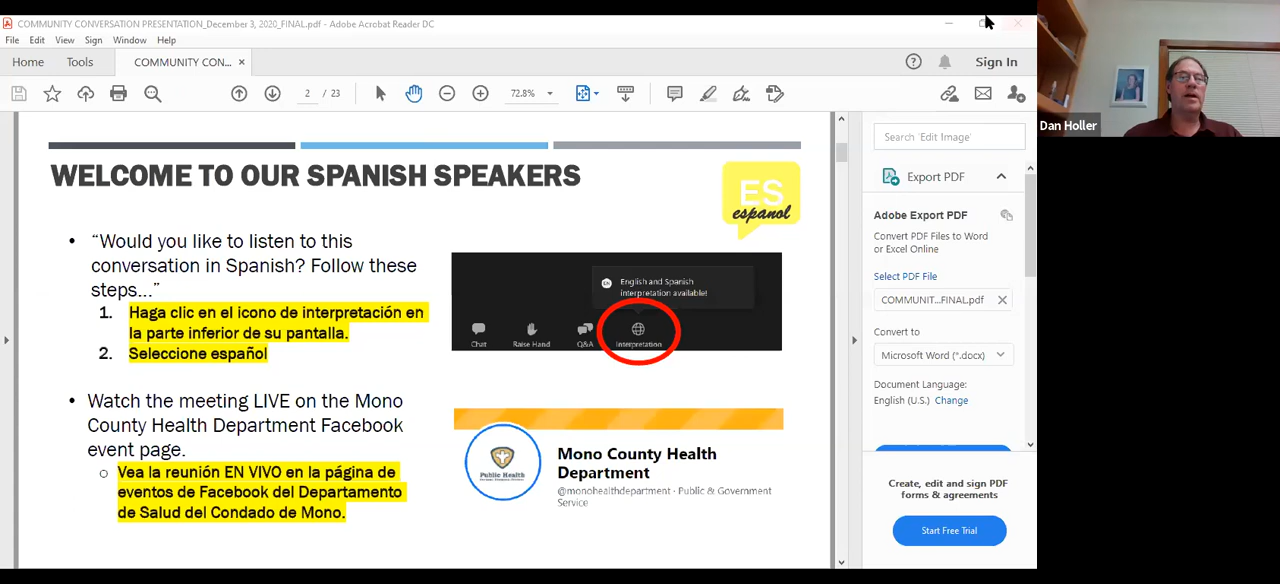 COMMUNITY CONVERSATION PRESENTATION_December 3, 2020_FINAL.pdf - Adobe Acrobat Reader DC
File Edit View Sign Window Help
Home Tools COMMUNITY CON... × Sign In
2 / 23 72.8%
WELCOME TO OUR SPANISH SPEAKERS
ES
espanol
• “Would you like to listen to this
conversation in Spanish? Follow these
steps...”
1. Haga clic en el icono de interpretación en
la parte inferior de su pantalla.
2. Seleccione español
EN English and Spanish
interpretation available!
Chat Raise Hand Q&A Interpretation
• Watch the meeting LIVE on the Mono
County Health Department Facebook
event page.
○ Vea la reunión EN VIVO en la página de
eventos de Facebook del Departamento
de Salud del Condado de Mono.
Public Health
Mono County Health
Department
@monohealthdepartment · Public & Government
Service
Search 'Edit Image'
Export PDF
Adobe Export PDF
Convert PDF Files to Word
or Excel Online
Select PDF File
COMMUNIT...FINAL.pdf ×
Convert to
Microsoft Word (*.docx)
Document Language:
English (U.S.) Change
Create, edit and sign PDF
forms & agreements
Start Free Trial
Dan Holler